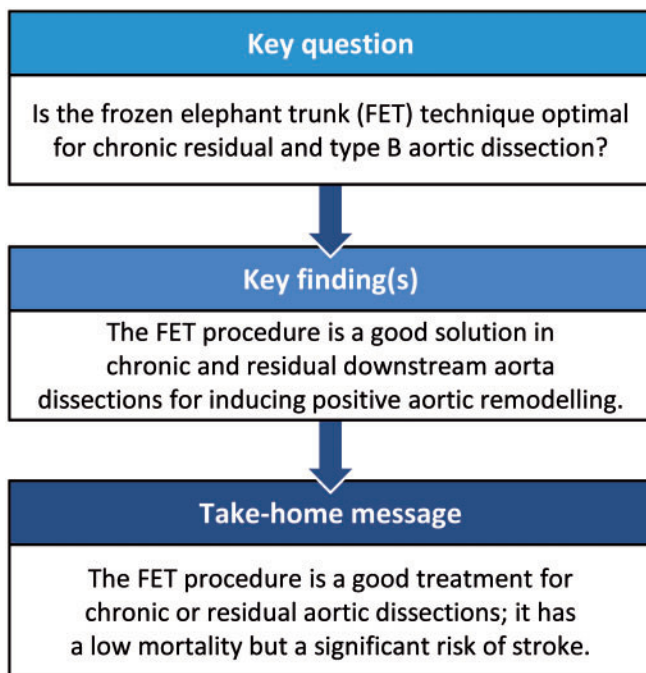 Key question
Is the frozen elephant trunk (FET) technique optimal
for chronic residual and type B aortic dissection?
Key finding(s)
The FET procedure is a good solution in
chronic and residual downstream aorta
dissections for inducing positive aortic remodelling.
Take-home message
The FET procedure is a good treatment for
chronic or residual aortic dissections; it has
a low mortality but a significant risk of stroke.